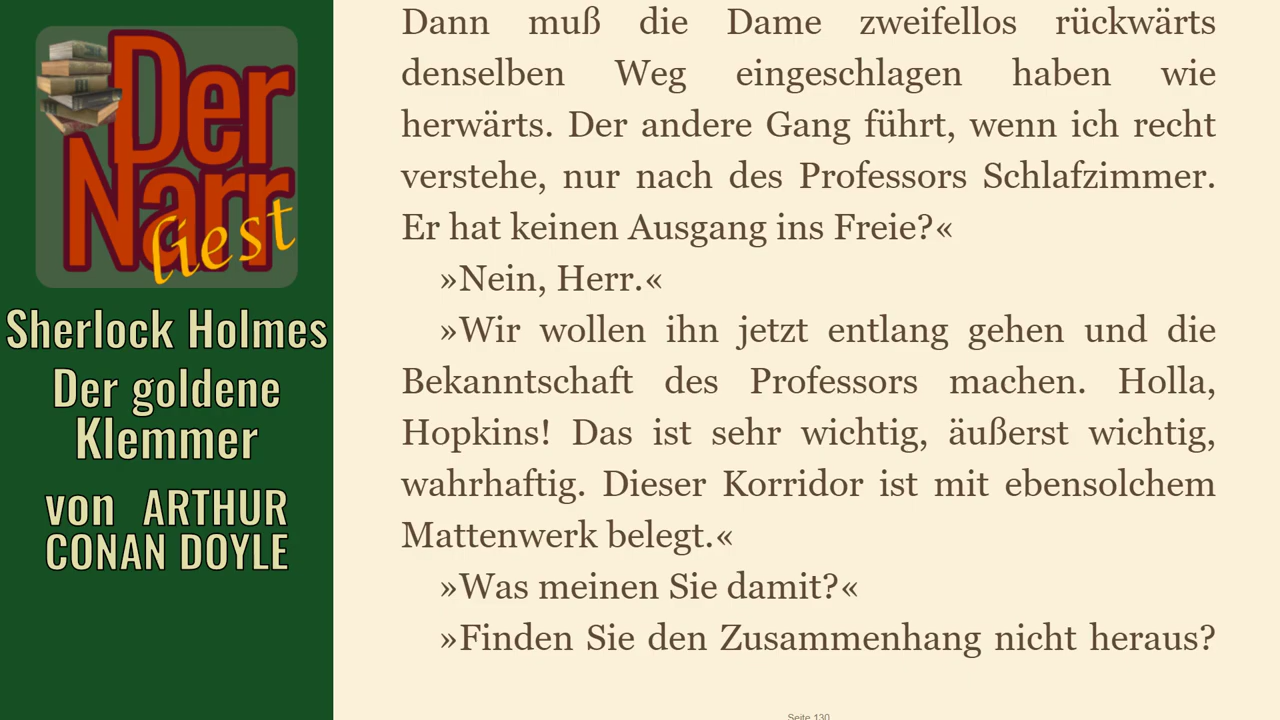 Der
Narr
liest
Sherlock Holmes
Der goldene
Klemmer
von ARTHUR
CONAN DOYLE
Dann muß die Dame zweifellos rückwärts
denselben Weg eingeschlagen haben wie
herwärts. Der andere Gang führt, wenn ich recht
verstehe, nur nach des Professors Schlafzimmer.
Er hat keinen Ausgang ins Freie?«
»Nein, Herr.«
»Wir wollen ihn jetzt entlang gehen und die
Bekanntschaft des Professors machen. Holla,
Hopkins! Das ist sehr wichtig, äußerst wichtig,
wahrhaftig. Dieser Korridor ist mit ebensolchem
Mattenwerk belegt.«
»Was meinen Sie damit?«
»Finden Sie den Zusammenhang nicht heraus?
Seite 130